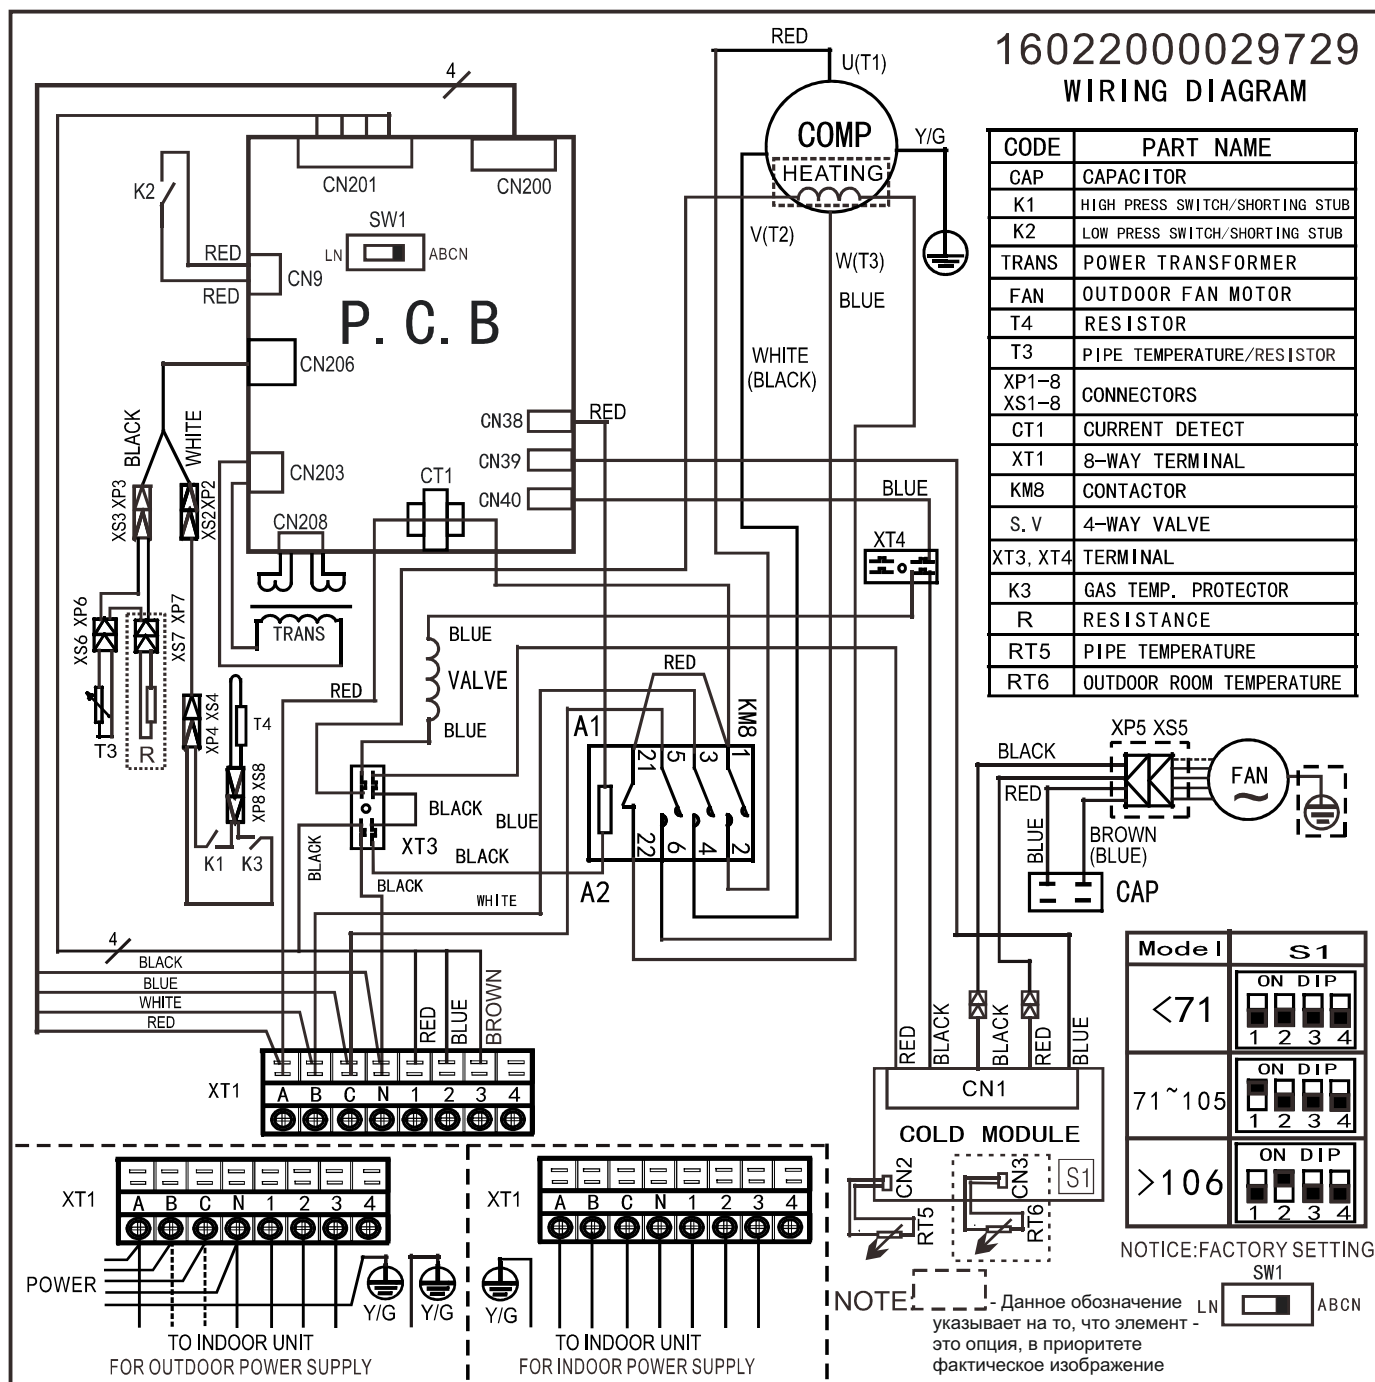 16022000029729
WIRING DIAGRAM
CODE PART NAME
CAP CAPACITOR
K1 HIGH PRESS SWITCH/SHORTING STUB
K2 LOW PRESS SWITCH/SHORTING STUB
TRANS POWER TRANSFORMER
FAN OUTDOOR FAN MOTOR
T4 RESISTOR
T3 PIPE TEMPERATURE/RESISTOR
XP1-8
XS1-8 CONNECTORS
CT1 CURRENT DETECT
XT1 8-WAY TERMINAL
KM8 CONTACTOR
S.V 4-WAY VALVE
XT3, XT4 TERMINAL
K3 GAS TEMP. PROTECTOR
R RESISTANCE
RT5 PIPE TEMPERATURE
RT6 OUTDOOR ROOM TEMPERATURE
RED
U(T1)
COMP
HEATING
Y/G
V(T2)
W(T3)
BLUE
WHITE
(BLACK)
4
CN201
CN200
K2
SW1
LN ABCN
RED
CN9
RED
P.C.B
CN206
BLACK
WHITE
CN38
RED
CN203
CN39
CT1
CN40
BLUE
XS3 XP3
XS2 XP2
CN208
XT4
TRANS
XS6 XP6
XS7 XP7
BLUE
VALVE
BLUE
RED
RED
KM8
A1
21 5 3 1
22 6 4 2
A2
XP4 XS4
T4
T3
R
XP8 XS8
K1 K3
BLACK
BLUE
XT3
BLACK
BLACK
BLACK
WHITE
XP5 XS5
BLACK
RED
FAN
~
BLUE
BROWN
(BLUE)
CAP
4
BLACK
BLUE
WHITE
RED
RED
BLUE
BROWN
XT1
A B C N 1 2 3 4
RED
BLACK
BLACK
RED
BLUE
CN1
COLD MODULE
CN2
CN3
S1
RT5
RT6
Model S1
<71
ON DIP
1 2 3 4
71~105
ON DIP
1 2 3 4
>106
ON DIP
1 2 3 4
NOTICE:FACTORY SETTING
SW1
LN ABCN
XT1
A B C N 1 2 3 4
POWER
Y/G Y/G
TO INDOOR UNIT
FOR OUTDOOR POWER SUPPLY
XT1
A B C N 1 2 3 4
Y/G
TO INDOOR UNIT
FOR INDOOR POWER SUPPLY
NOTE: - Данное обозначение
указывает на то, что элемент -
это опция, в приоритете
фактическое изображение